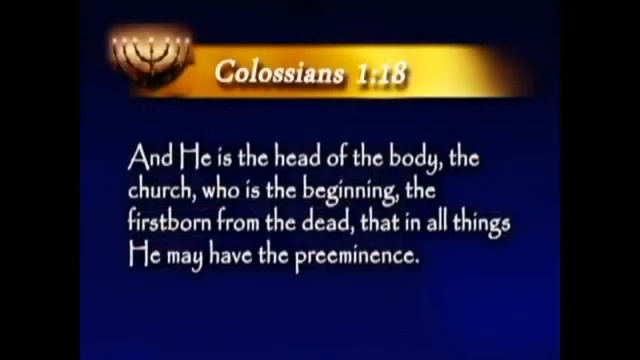 Colossians 1:18
And He is the head of the body, the
church, who is the beginning, the
firstborn from the dead, that in all things
He may have the preeminence.